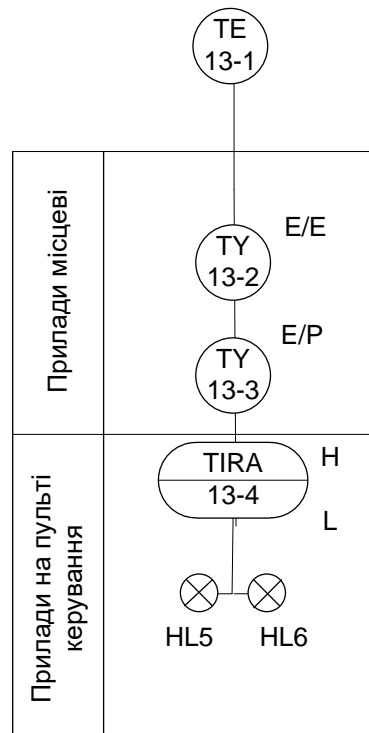 TE
13-1
Прилади місцеві
TY
13-2
E/E
TY
13-3
E/P
Прилади на пульті
керування
TIRA
13-4
H
L
HL5
HL6